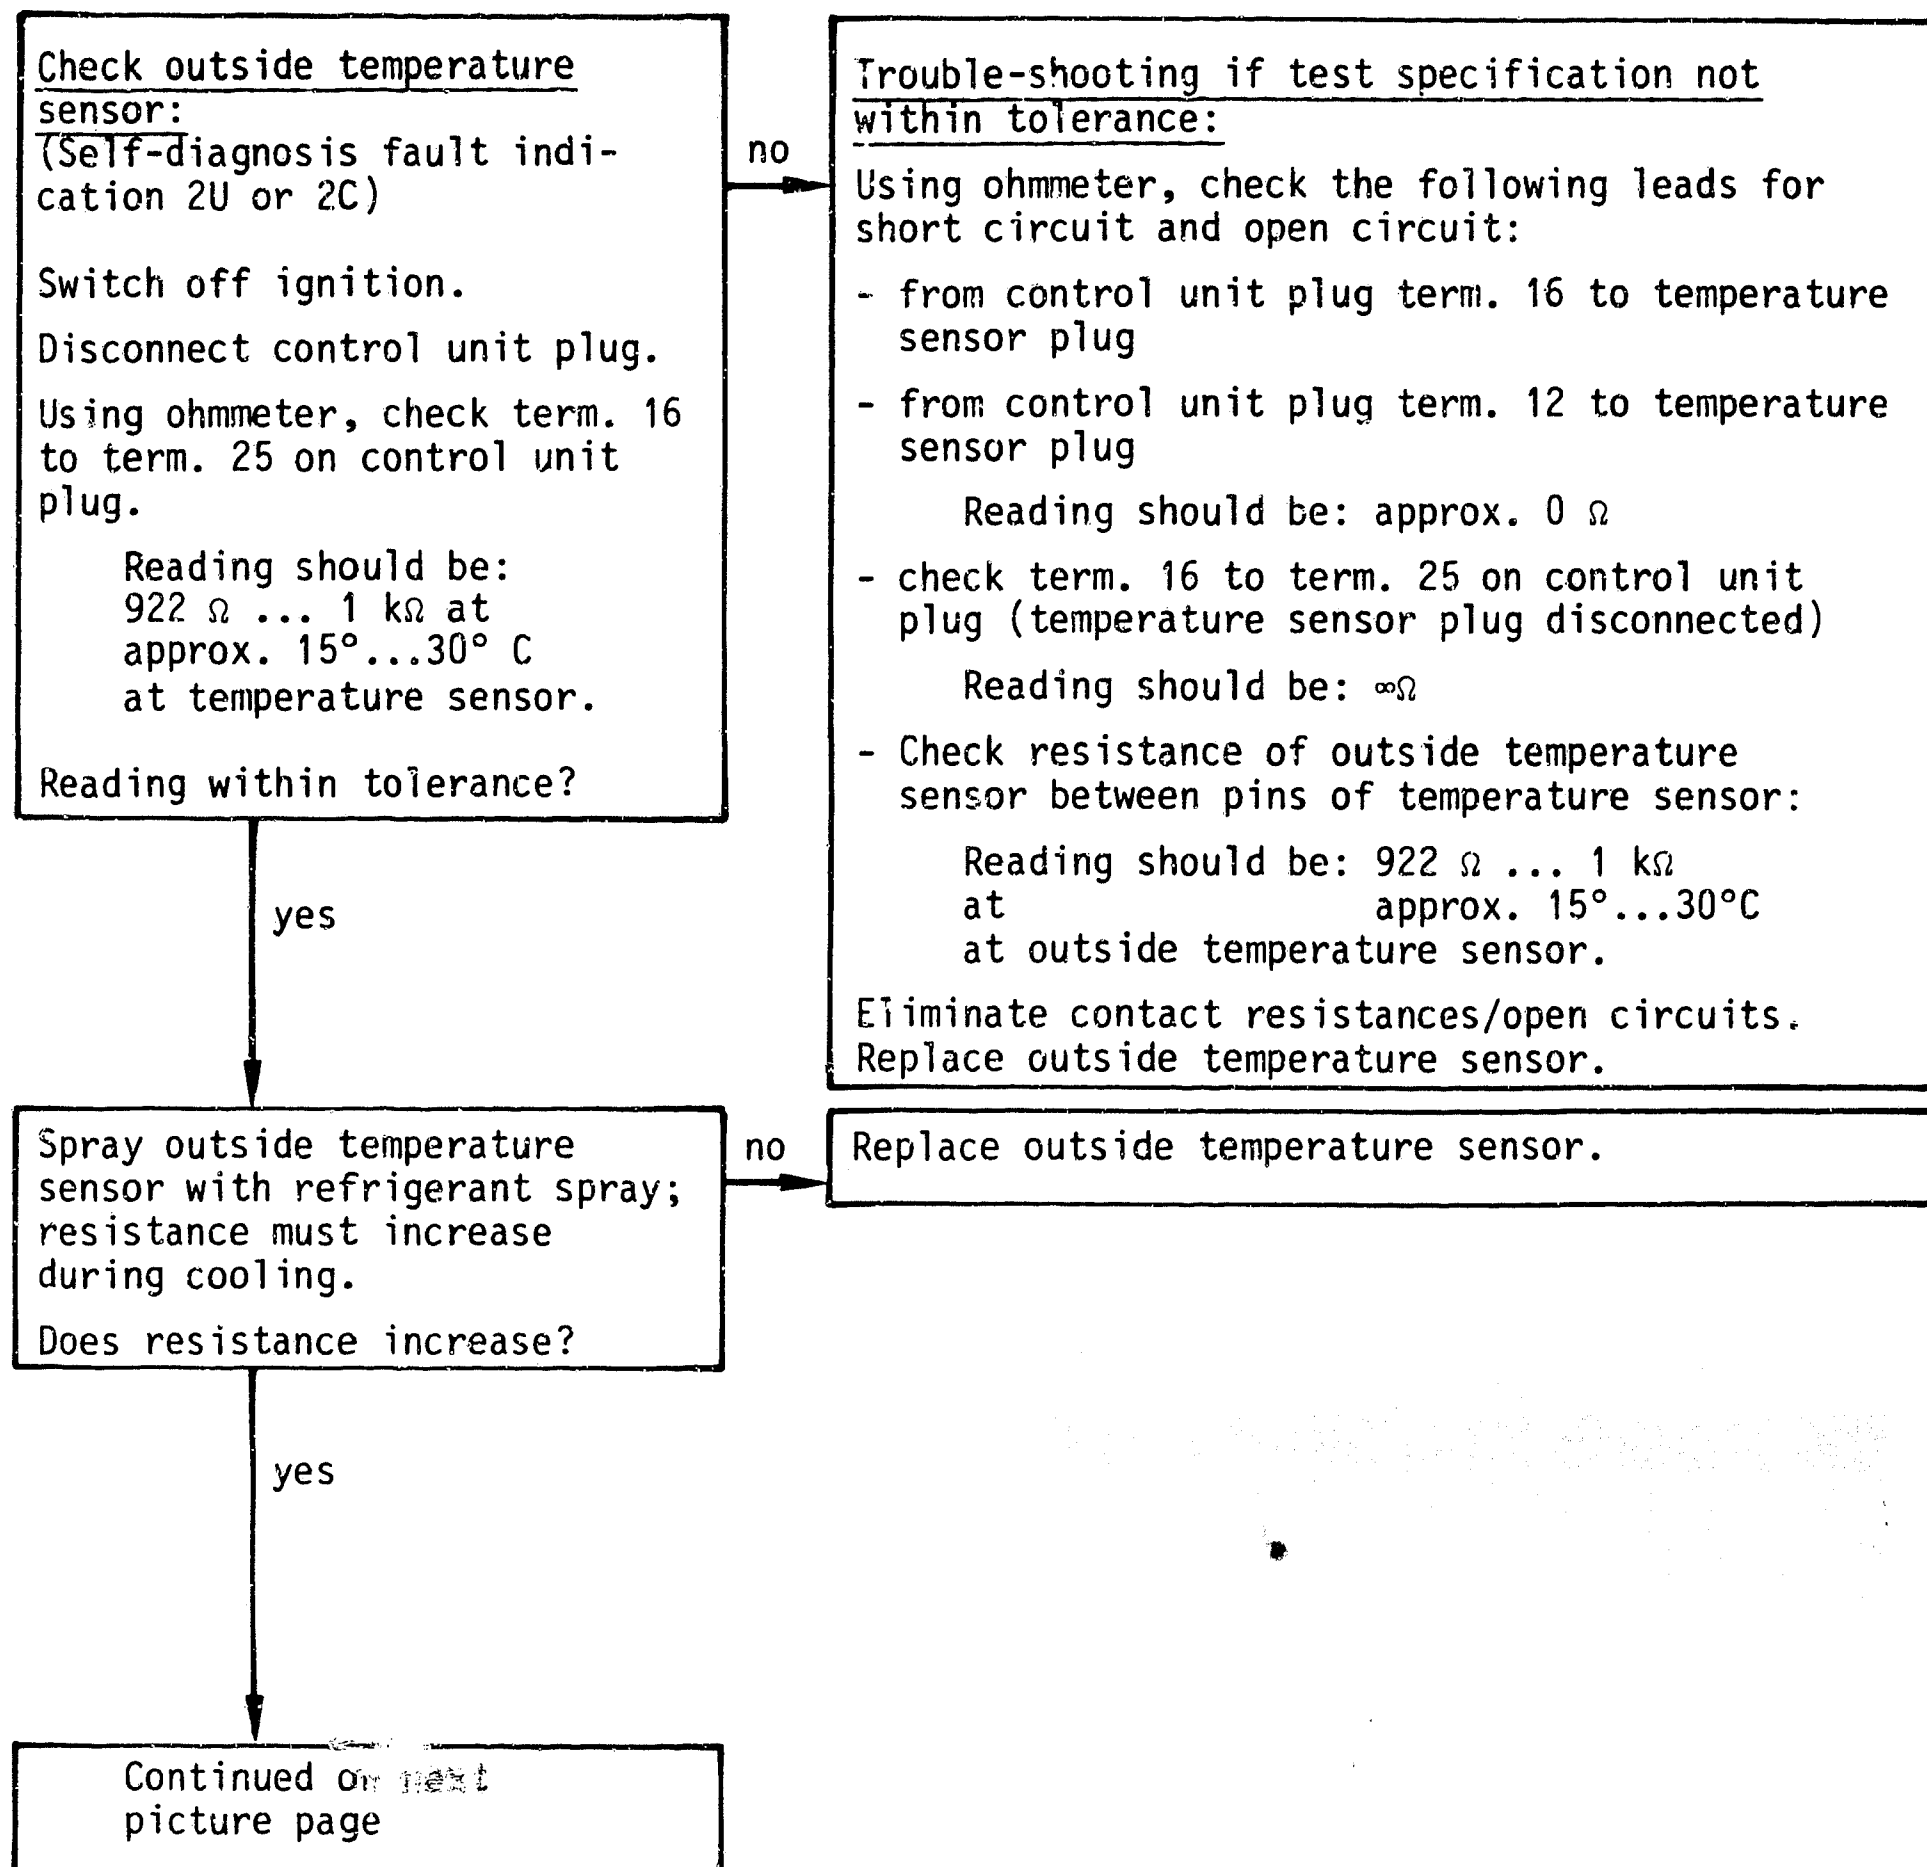 Check outside temperature
sensor:
(Self-diagnosis fault indi-
cation 2U or 2C)
Switch off ignition.
Disconnect control unit plug.
Using ohmmeter, check term. 16
to term. 25 on control unit
plug.
Reading should be:
922 Ω ... 1 kΩ at
approx. 15°...30° C
at temperature sensor.
Reading within tolerance?
no
Trouble-shooting if test specification not
within tolerance:
Using ohmmeter, check the following leads for
short circuit and open circuit:
- from control unit plug term. 16 to temperature
sensor plug
- from control unit plug term. 12 to temperature
sensor plug
Reading should be: approx. 0 Ω
- check term. 16 to term. 25 on control unit
plug (temperature sensor plug disconnected)
Reading should be: ∞Ω
- Check resistance of outside temperature
sensor between pins of temperature sensor:
Reading should be: 922 Ω ... 1 kΩ
at approx. 15°...30°C
at outside temperature sensor.
Eliminate contact resistances/open circuits.
Replace outside temperature sensor.
yes
Spray outside temperature
sensor with refrigerant spray;
resistance must increase
during cooling.
Does resistance increase?
no
Replace outside temperature sensor.
yes
Continued on next
picture page